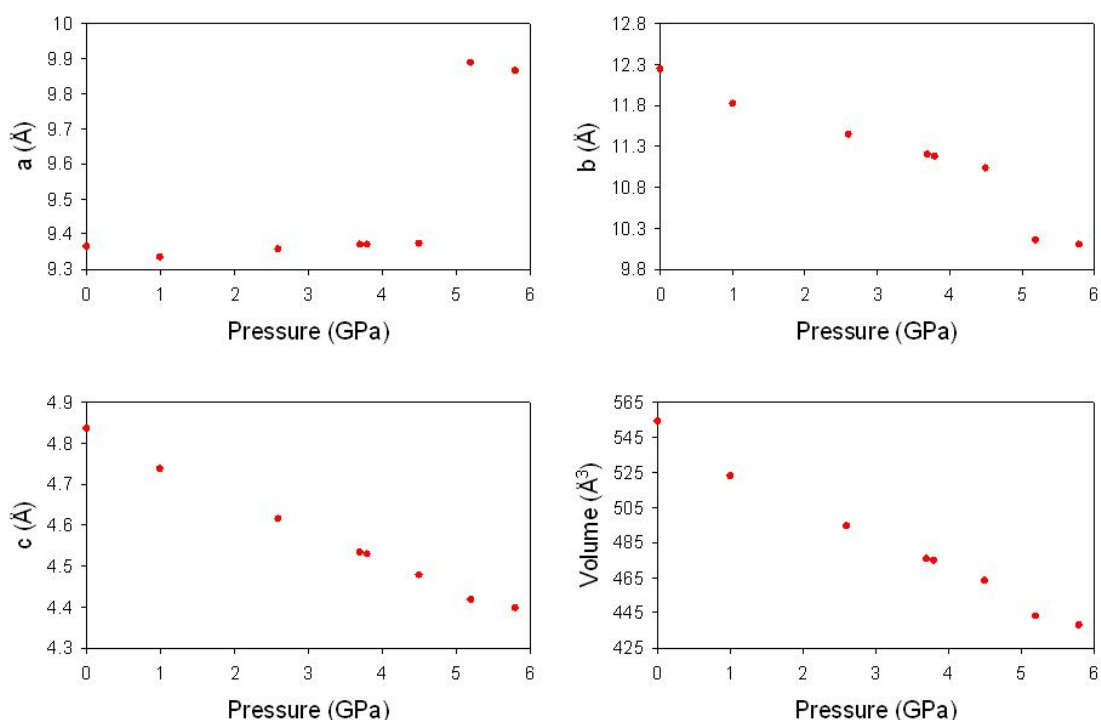 10
9.9
9.8
9.7
9.6
9.5
9.4
9.3
a (Å)
0 1 2 3 4 5 6
Pressure (GPa)
12.8
12.3
11.8
11.3
10.8
10.3
9.8
b (Å)
0 1 2 3 4 5 6
Pressure (GPa)
4.9
4.8
4.7
4.6
4.5
4.4
4.3
c (Å)
0 1 2 3 4 5 6
Pressure (GPa)
565
545
525
505
485
465
445
425
Volume (Å³)
0 1 2 3 4 5 6
Pressure (GPa)